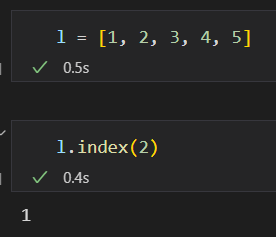 l = [1, 2, 3, 4, 5]
0.5s
l.index(2)
0.4s
1